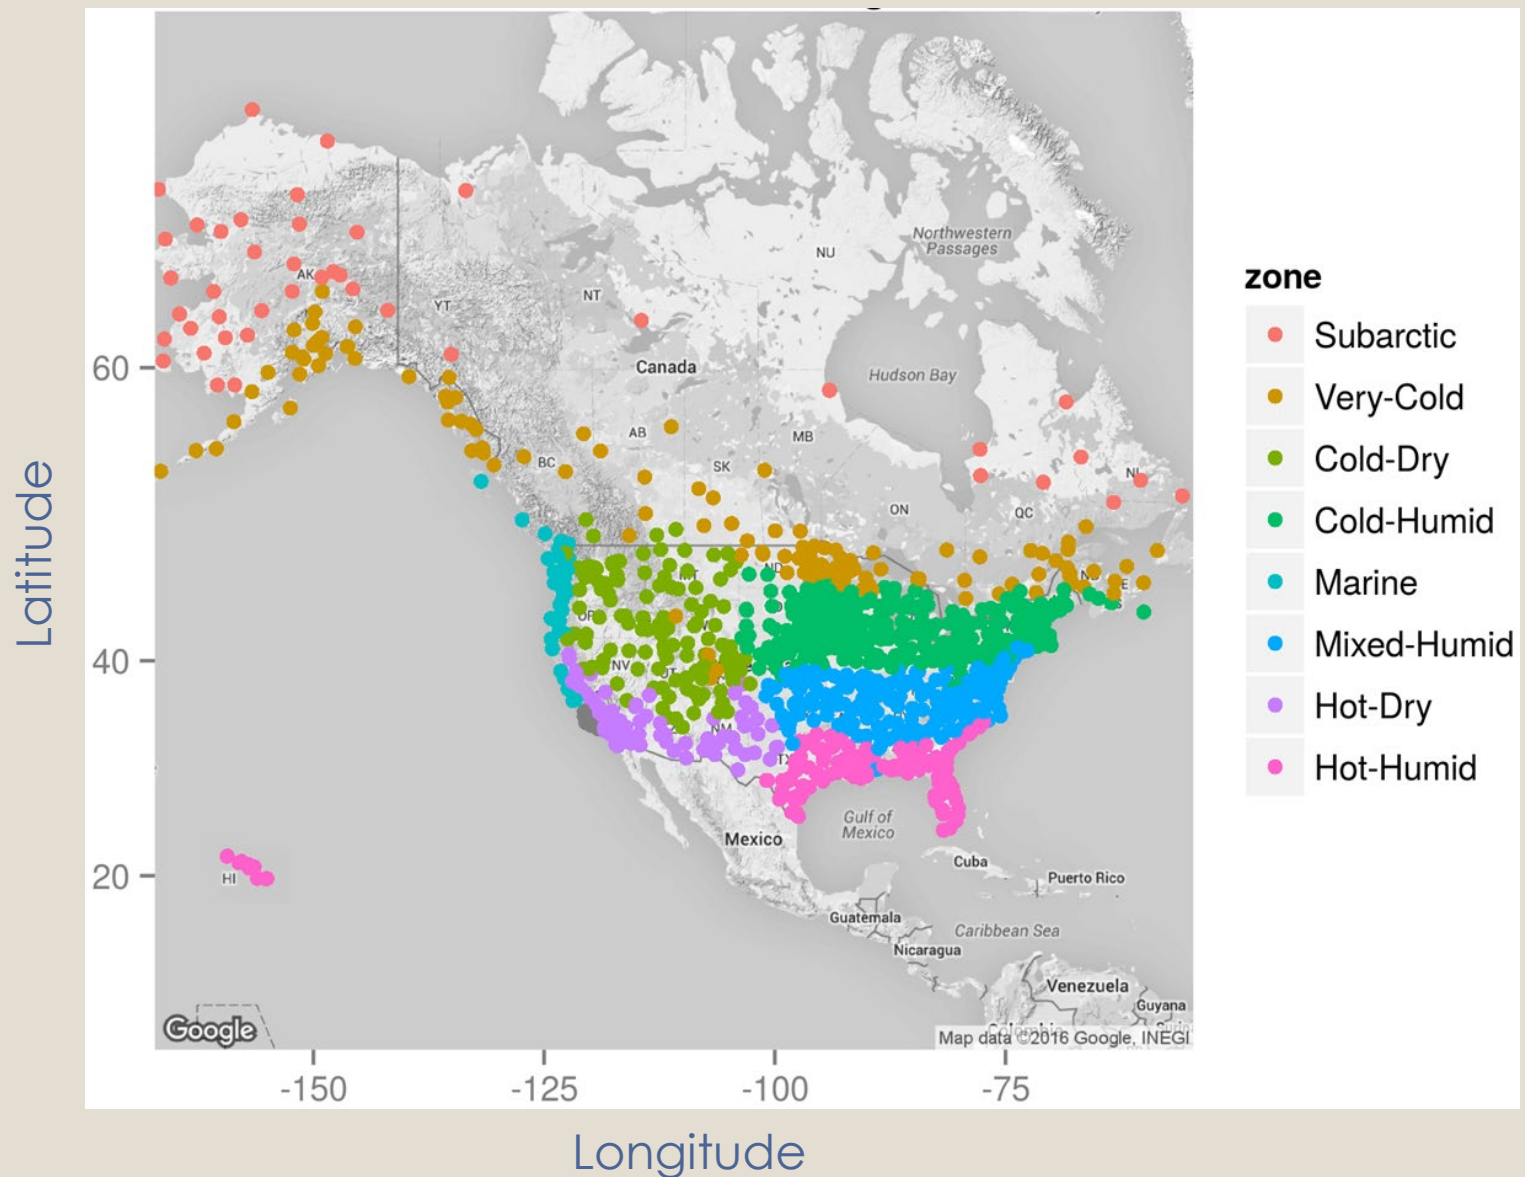 Latitude
60
40
20
-150
-125
-100
-75
Longitude
AK
YT
NT
NU
Northwestern
Passages
Canada
Hudson Bay
AB
MB
BC
SK
ON
QC
NL
ND
NV
NM
TX
HI
Mexico
Gulf of
Mexico
Cuba
Puerto Rico
Guatemala
Caribbean Sea
Nicaragua
Venezuela
Guyana
Colombia
Google
Map data ©2016 Google, INEGI
zone
Subarctic
Very-Cold
Cold-Dry
Cold-Humid
Marine
Mixed-Humid
Hot-Dry
Hot-Humid